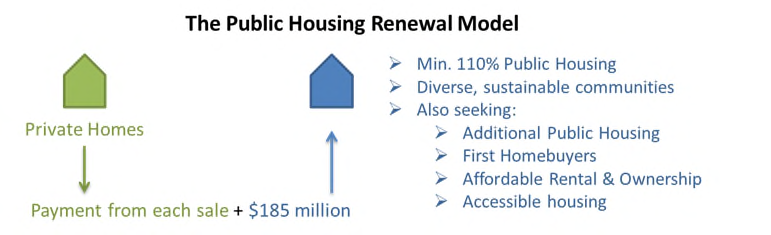 The Public Housing Renewal Model
Private Homes
Payment from each sale + $185 million
Min. 110% Public Housing
Diverse, sustainable communities
Also seeking:
Additional Public Housing
First Homebuyers
Affordable Rental & Ownership
Accessible housing